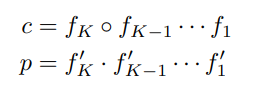 c = f_K ∘ f_{K−1} ⋯ f_1
p = f′_K · f′_{K−1} ⋯ f′_1